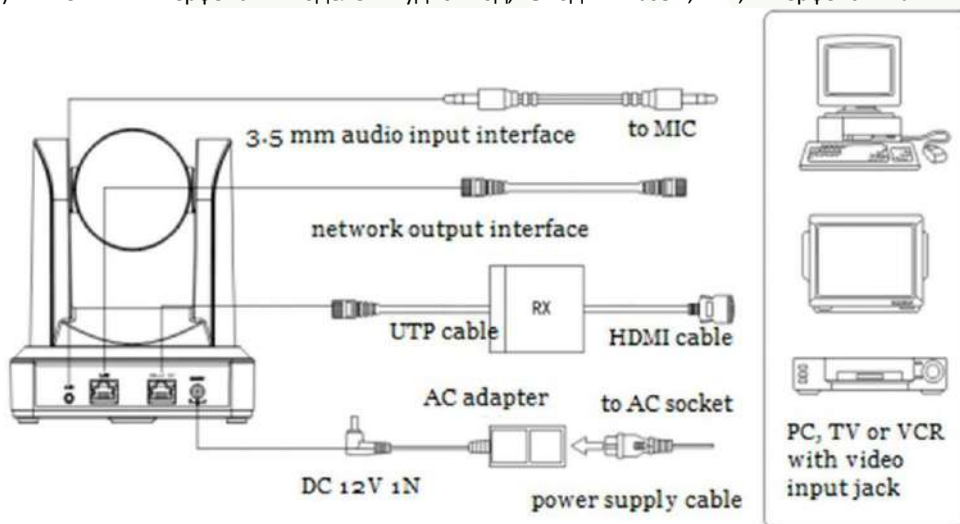 3.5 mm audio input interface
to MIC
network output interface
RX
UTP cable
HDMI cable
AC adapter
to AC socket
DC 12V 1N
power supply cable
PC, TV or VCR
with video
input jack